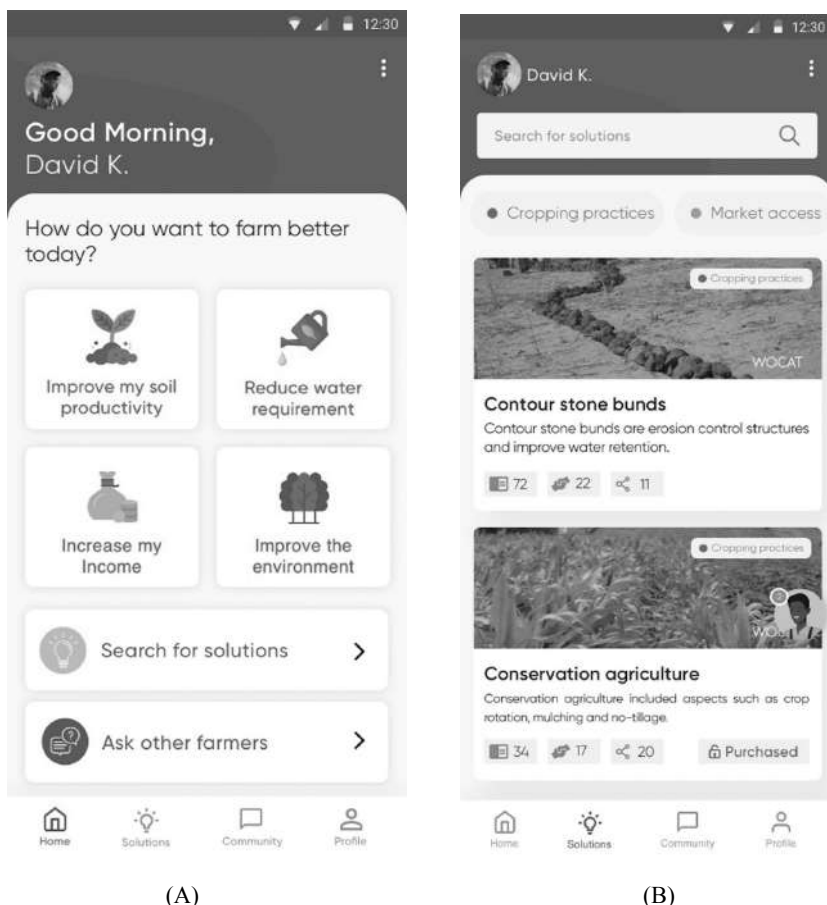 12:30
Good Morning,
David K.
How do you want to farm better
today?
Improve my soil
productivity
Reduce water
requirement
Increase my
Income
Improve the
environment
Search for solutions
Ask other farmers
Home
Solutions
Community
Profile
(A)
12:30
David K.
Search for solutions
Cropping practices
Market access
Cropping practices
WOCAT
Contour stone bunds
Contour stone bunds are erosion control structures
and improve water retention.
72
22
11
Cropping practices
Conservation agriculture
Conservation agriculture included aspects such as crop
rotation, mulching and no-tillage.
34
17
20
Purchased
Home
Solutions
Community
Profile
(B)